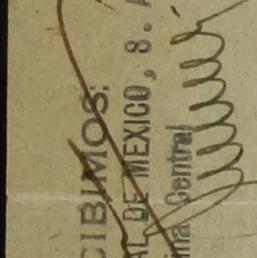 CIBIMOS:
AL DE MEXICO, S. A
ina Central